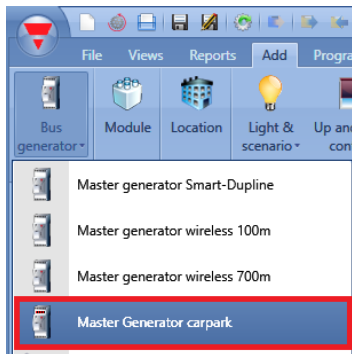 File Views Reports Add Progra
Bus Module Location Light & Up an
generator scenario con
Master generator Smart-Dupline
Master generator wireless 100m
Master generator wireless 700m
Master Generator carpark